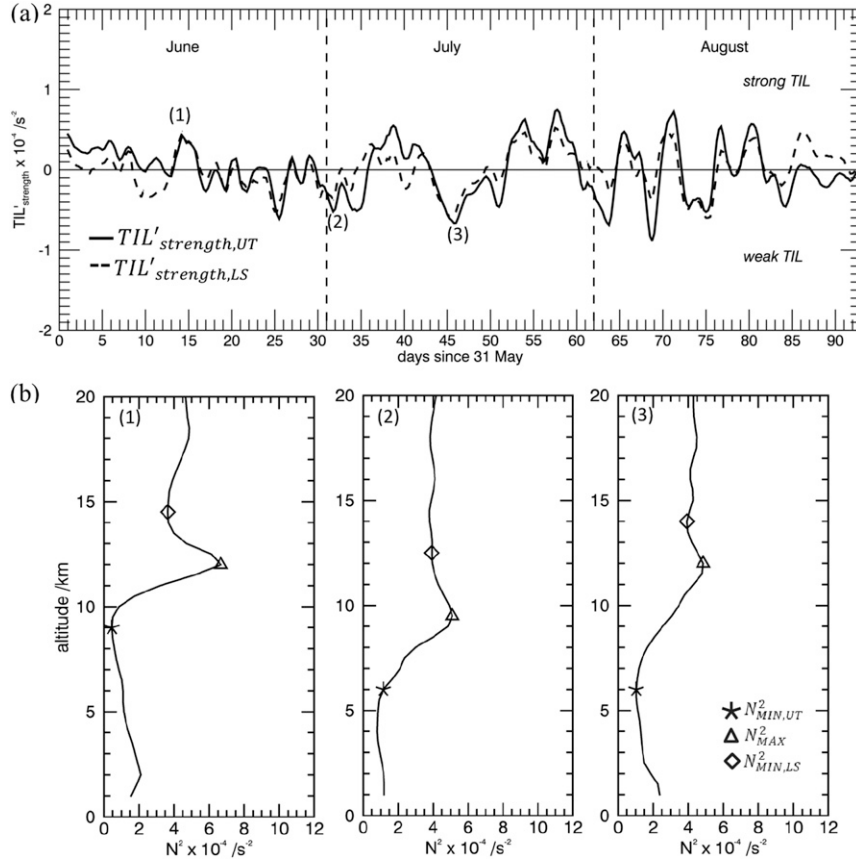 (a)
2
1
0
-1
-2
TIL'strength x 10⁻⁴ /s⁻²
June July August
strong TIL
(1)
(2)
(3)
TIL'strength,UT
TIL'strength,LS
weak TIL
0 5 10 15 20 25 30 35 40 45 50 55 60 65 70 75 80 85 90
days since 31 May
(b)
(1) (2) (3)
20 20 20
15 15 15
10 10 10
5 5 5
0 0 0
altitude /km
N²MIN,UT
N²MAX
N²MIN,LS
0 2 4 6 8 10 12 0 2 4 6 8 10 12 0 2 4 6 8 10 12
N² x 10⁻⁴ /s⁻² N² x 10⁻⁴ /s⁻² N² x 10⁻⁴ /s⁻²